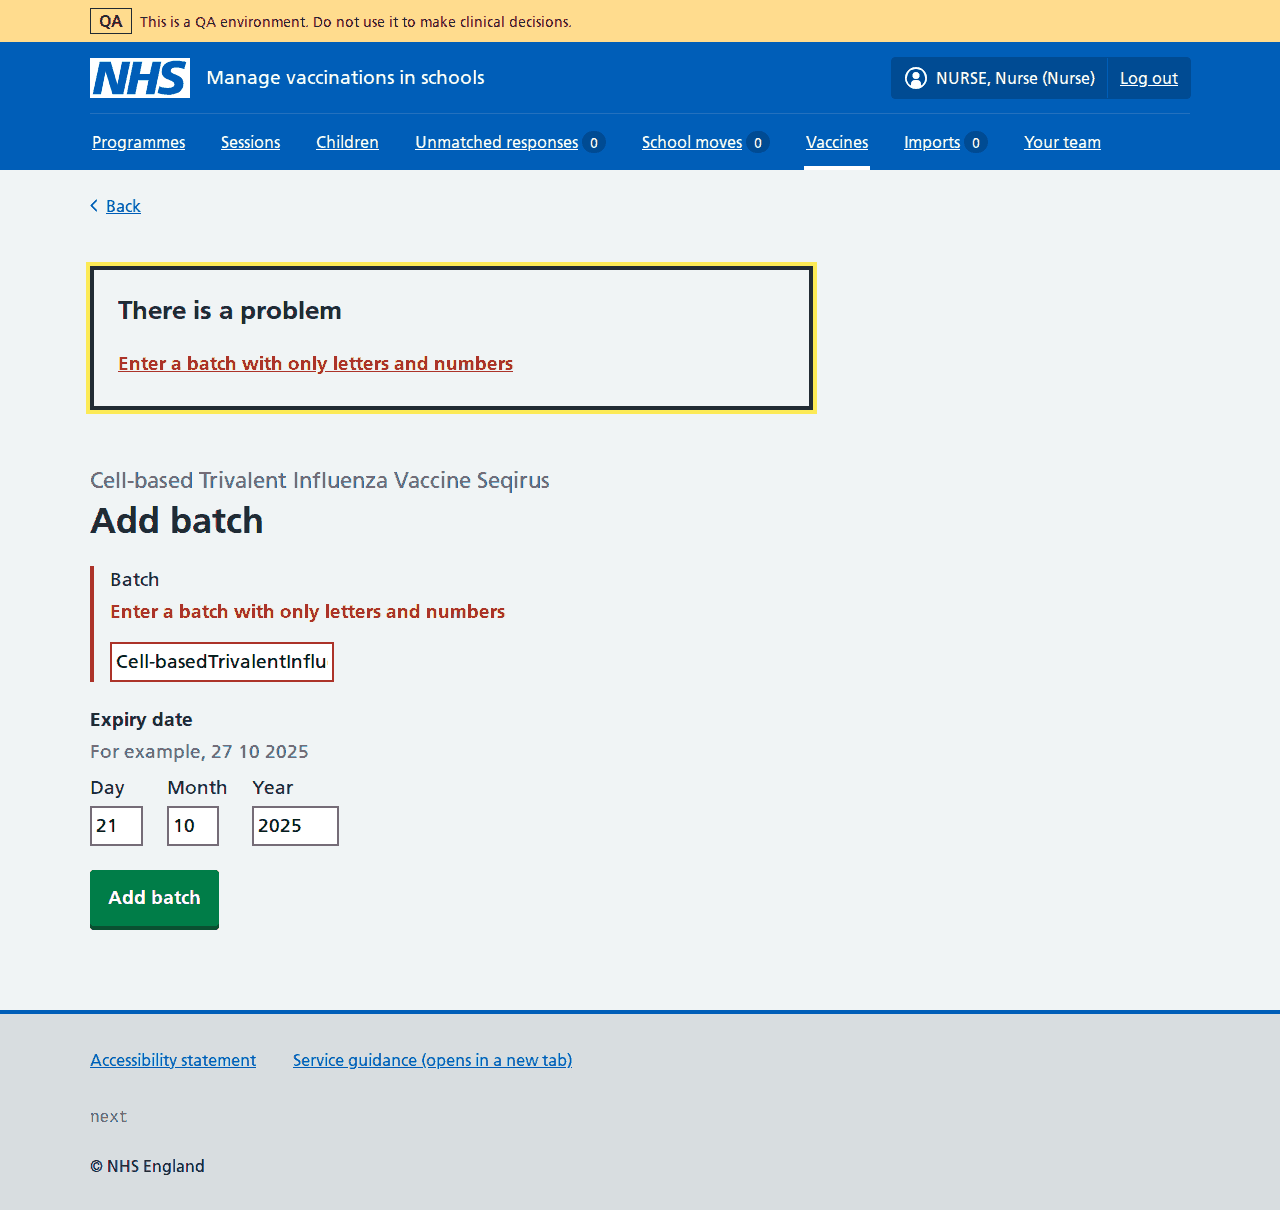 QA This is a QA environment. Do not use it to make clinical decisions.
NHS Manage vaccinations in schools NURSE, Nurse (Nurse) Log out
Programmes Sessions Children Unmatched responses 0 School moves 0 Vaccines Imports 0 Your team
Back
There is a problem
Enter a batch with only letters and numbers
Cell-based Trivalent Influenza Vaccine Seqirus
Add batch
Batch
Enter a batch with only letters and numbers
Cell-basedTrivalentInflu
Expiry date
For example, 27 10 2025
Day Month Year
21 10 2025
Add batch
Accessibility statement Service guidance (opens in a new tab)
next
© NHS England